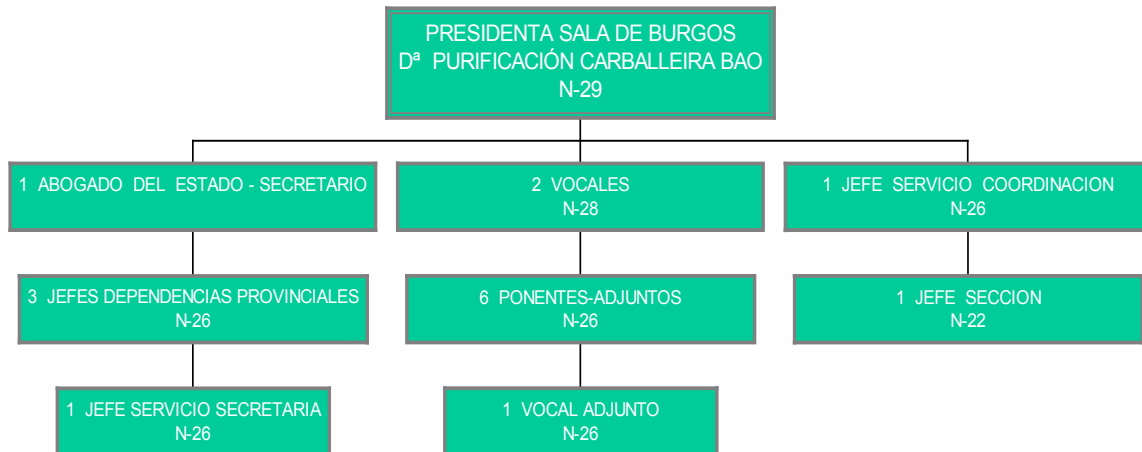 PRESIDENTA SALA DE BURGOS
Dª PURIFICACIÓN CARBALLEIRA BAO
N-29
1 ABOGADO DEL ESTADO - SECRETARIO
2 VOCALES
N-28
1 JEFE SERVICIO COORDINACION
N-26
3 JEFES DEPENDENCIAS PROVINCIALES
N-26
6 PONENTES-ADJUNTOS
N-26
1 JEFE SECCION
N-22
1 JEFE SERVICIO SECRETARIA
N-26
1 VOCAL ADJUNTO
N-26